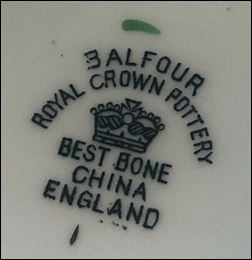 BALFOUR
ROYAL CROWN POTTERY
BEST BONE
CHINA
ENGLAND